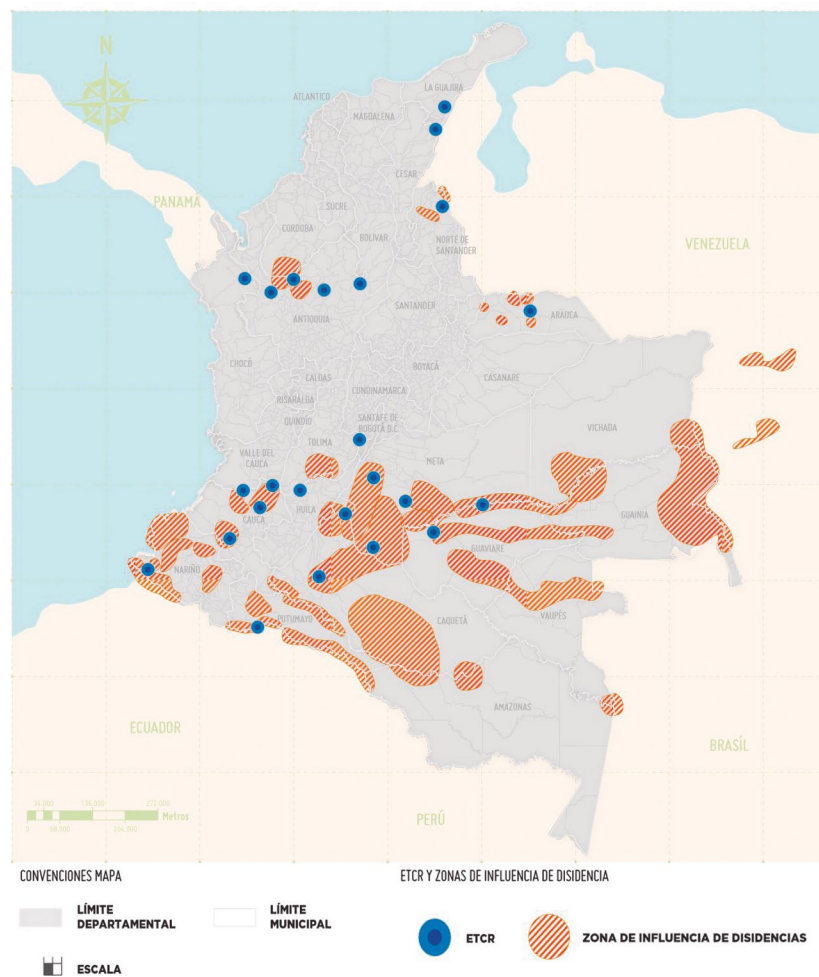 N
LA GUAJIRA
ATLANTICO
MAGDALENA
CESAR
PANAMÁ
SUCRE
CORDOBA
BOLIVAR
NORTE DE
SANTANDER
VENEZUELA
SANTANDER
ANTIOQUIA
ARAUCA
CHOCÓ
BOYACÁ
CALDAS
CUNDINAMARCA
CASANARE
RISARALDA
QUINDÍO
SANTAFE DE
BOGOTÁ D.C
VICHADA
TOLIMA
VALLE DEL
CAUCA
META
HUILA
CAUCA
GUAINIA
GUAVIARE
NARIÑO
PUTUMAYO
CAQUETÁ
VAUPÉS
AMAZONAS
ECUADOR
BRASÍL
PERÚ
Metros
0
CONVENCIONES MAPA
ETCR Y ZONAS DE INFLUENCIA DE DISIDENCIA
LÍMITE
DEPARTAMENTAL
LÍMITE
MUNICIPAL
ETCR
ZONA DE INFLUENCIA DE DISIDENCIAS
ESCALA